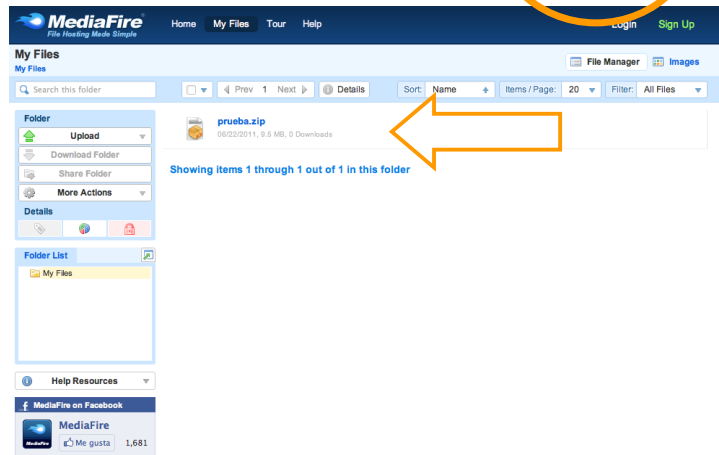 MediaFire
File Hosting Made Simple
Home My Files Tour Help
Login Sign Up
My Files
My Files
File Manager Images
Search this folder
Prev 1 Next Details Sort: Name Items / Page: 20 Filter: All Files
Folder
Upload
Download Folder
Share Folder
More Actions
Details
prueba.zip
06/22/2011, 9.5 MB, 0 Downloads
Showing items 1 through 1 out of 1 in this folder
Folder List
My Files
Help Resources
f MediaFire on Facebook
MediaFire
MediaFire
Me gusta 1,681